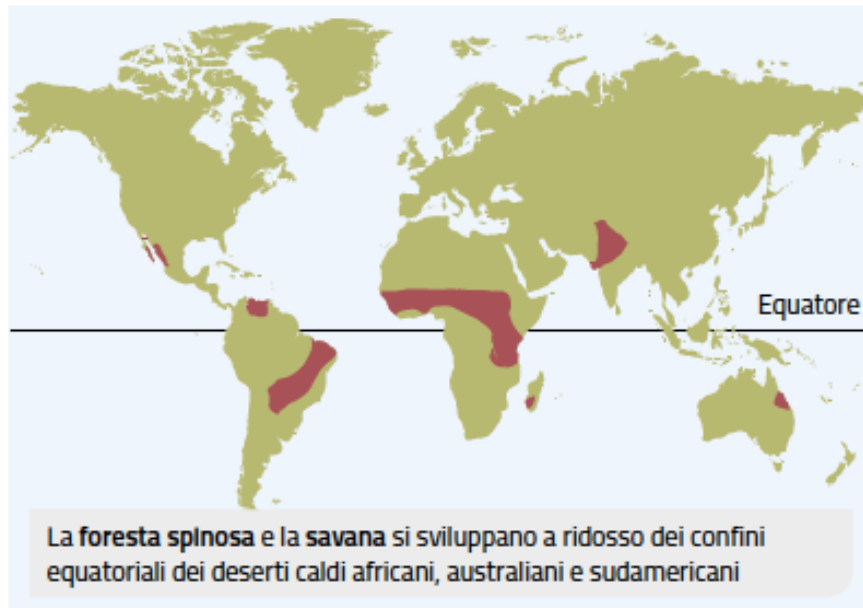 Equatore
La foresta spinosa e la savana si sviluppano a ridosso dei confini
equatoriali dei deserti caldi africani, australiani e sudamericani